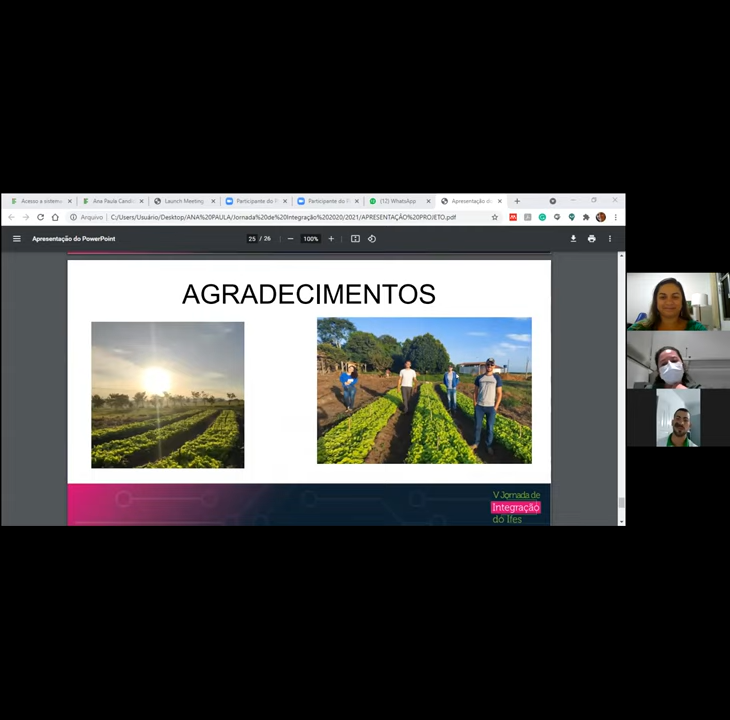 Acesso a sistema
Ana Paula Candi
Launch Meeting
Participante do P
Participante do P
(12) WhatsApp
Apresentação do
Arquivo
C:/Users/Usuário/Desktop/ANA%20PAULA/Jornada%20de%20Integração%202020/2021/APRESENTAÇÃO%20PROJETO.pdf
Apresentação do PowerPoint
25 / 26
100%
AGRADECIMENTOS
V Jornada de
Integração
do Ifes